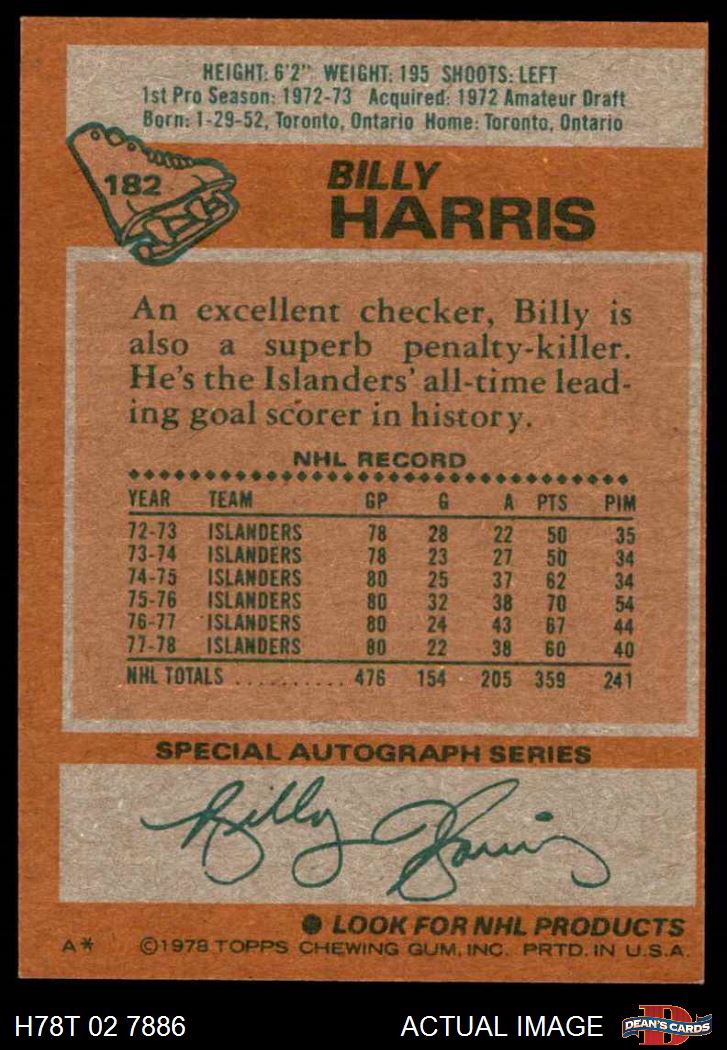 HEIGHT: 6'2" WEIGHT: 195 SHOOTS: LEFT
1st Pro Season: 1972-73 Acquired: 1972 Amateur Draft
Born: 1-29-52, Toronto, Ontario Home: Toronto, Ontario
182
BILLY
HARRIS
An excellent checker, Billy is
also a superb penalty-killer.
He's the Islanders' all-time lead-
ing goal scorer in history.
NHL RECORD
YEAR TEAM GP G A PTS PIM
72-73 ISLANDERS 78 28 22 50 35
73-74 ISLANDERS 78 23 27 50 34
74-75 ISLANDERS 80 25 37 62 34
75-76 ISLANDERS 80 32 38 70 54
76-77 ISLANDERS 80 24 43 67 44
77-78 ISLANDERS 80 22 38 60 40
NHL TOTALS .......... 476 154 205 359 241
SPECIAL AUTOGRAPH SERIES
Billy Harris
● LOOK FOR NHL PRODUCTS
A* ©1978 TOPPS CHEWING GUM, INC. PRTD. IN U.S.A.
H78T 02 7886 ACTUAL IMAGE D DEAN'S CARDS